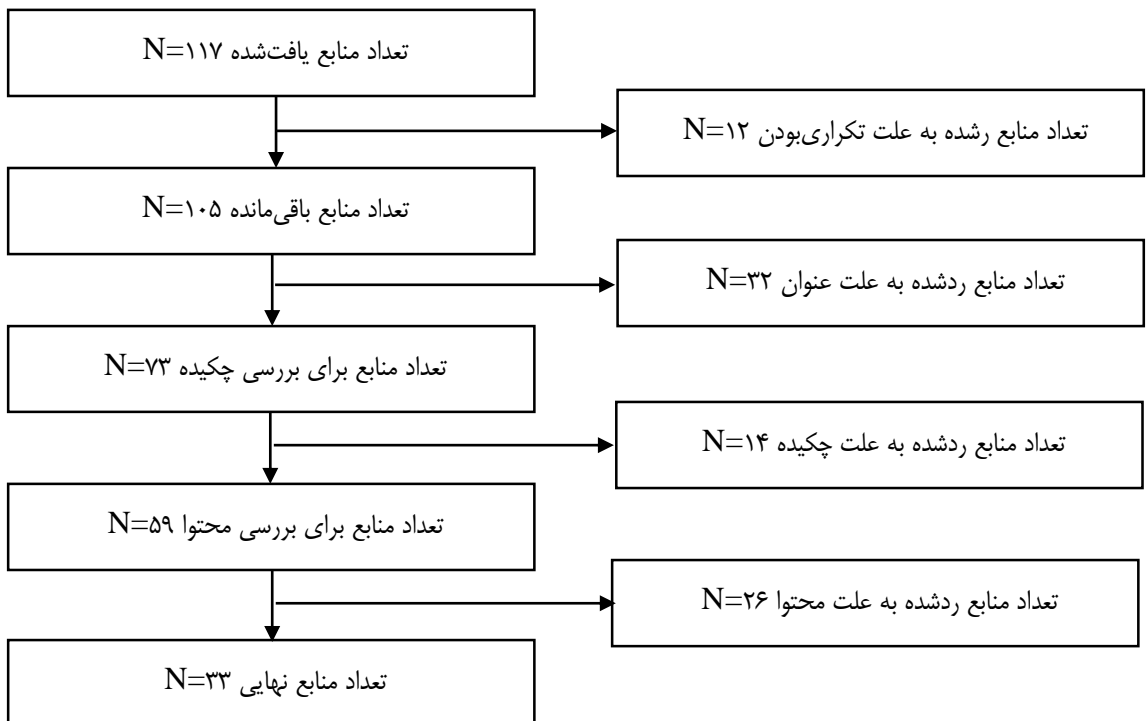 تعداد منابع یافت‌شده N=۱۱۷
تعداد منابع رشده به علت تکراری‌بودن N=۱۲
تعداد منابع باقی‌مانده N=۱۰۵
تعداد منابع ردشده به علت عنوان N=۳۲
تعداد منابع برای بررسی چکیده N=۷۳
تعداد منابع ردشده به علت چکیده N=۱۴
تعداد منابع برای بررسی محتوا N=۵۹
تعداد منابع ردشده به علت محتوا N=۲۶
تعداد منابع نهایی N=۳۳